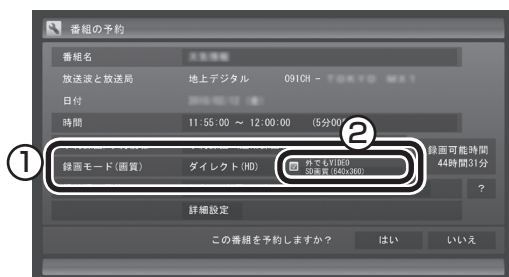 番組の予約
番組名
放送波と放送局 地上デジタル 091CH - TOKYO MX1
日付
時間 11:55:00 ～ 12:00:00 (5分00
②
①
録画モード(画質) ダイレクト(HD) 外でもVIDEO
SD画質(640x360)
録画可能時間
44時間31分
?
詳細設定
この番組を予約しますか? はい いいえ